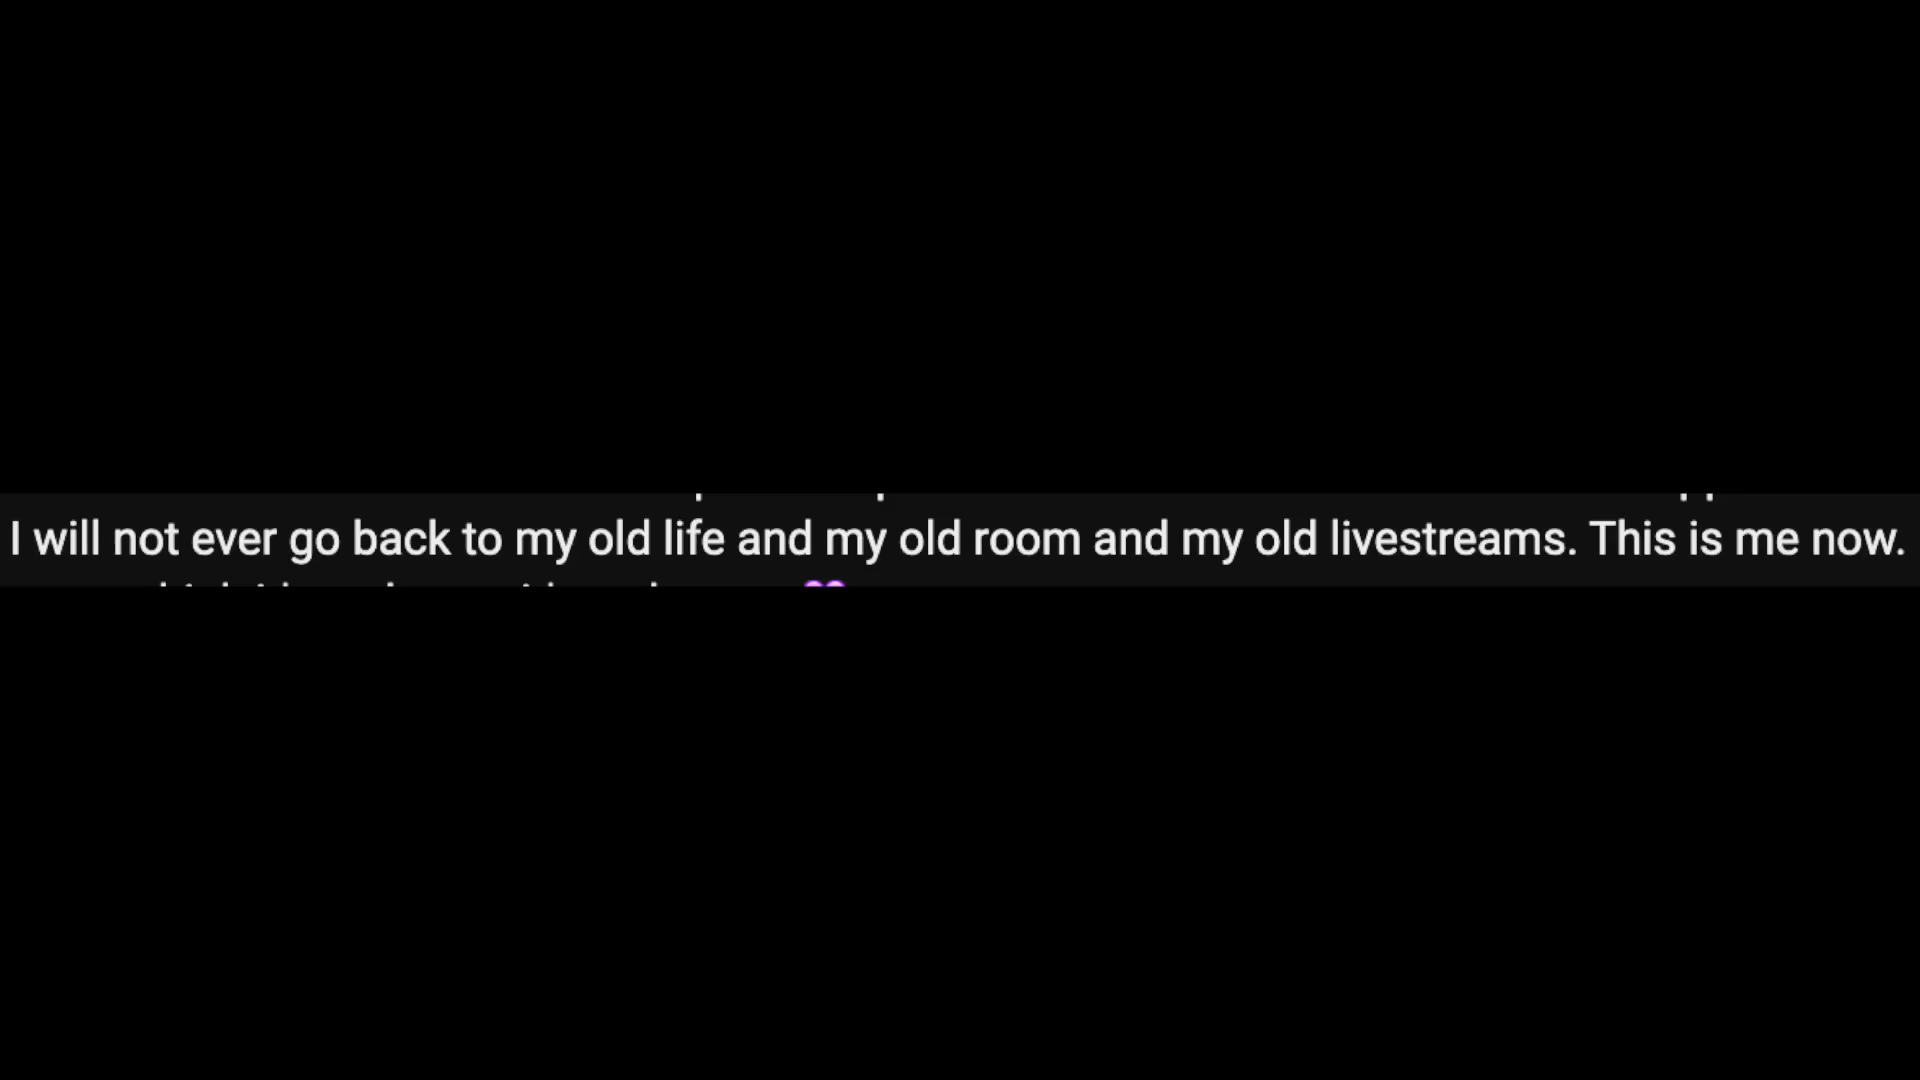 I will not ever go back to my old life and my old room and my old livestreams. This is me now.